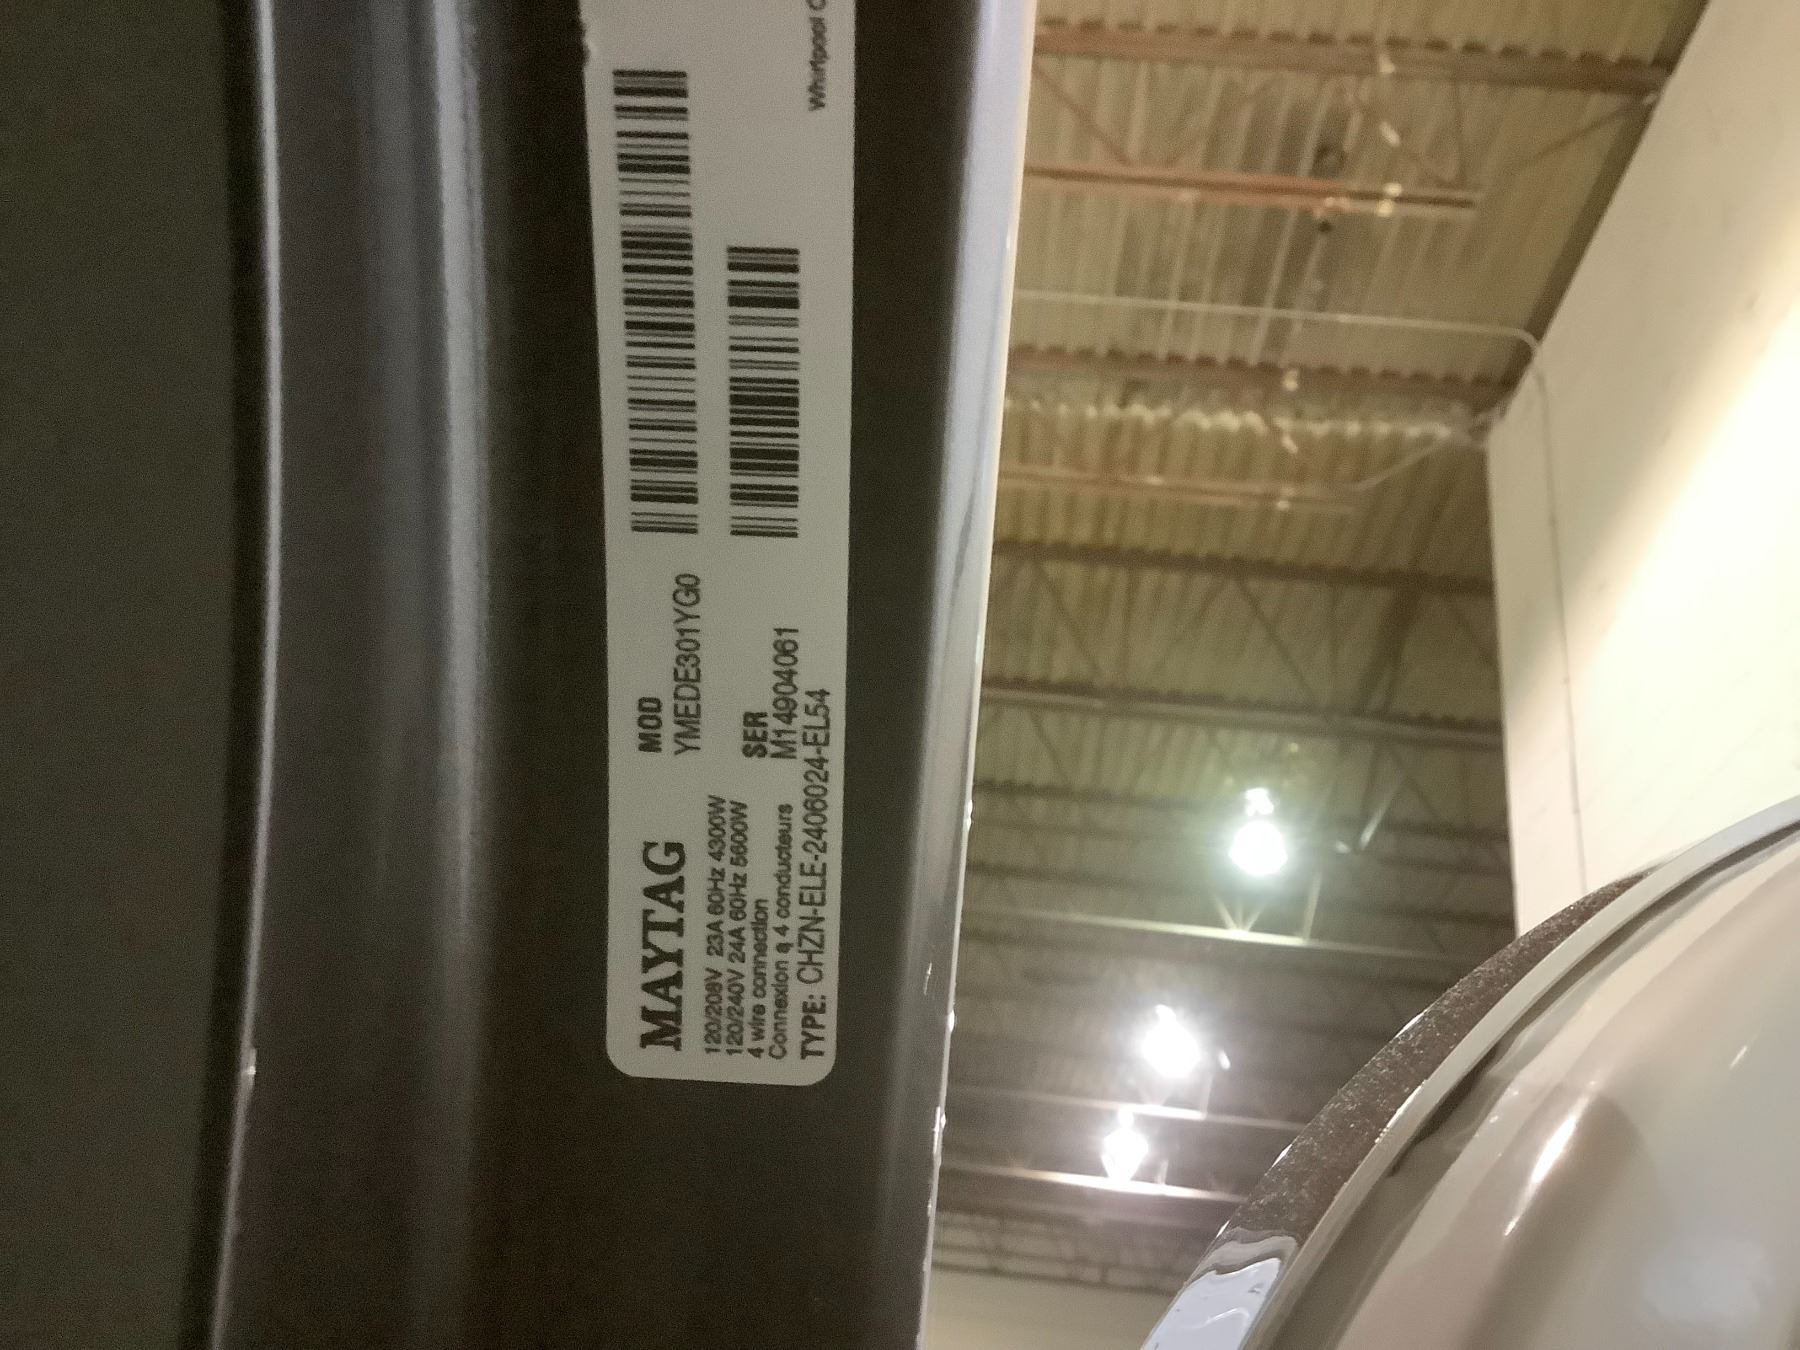 MAYTAG
120/208V 23A 60Hz 4300W
120/240V 24A 60Hz 5600W
4 wire connection
Connexion q 4 conducteurs
TYPE: CHZN-ELE-2406024-EL54
MOD
YMEDE301YG0
SER
M14904061
Whirlpool C